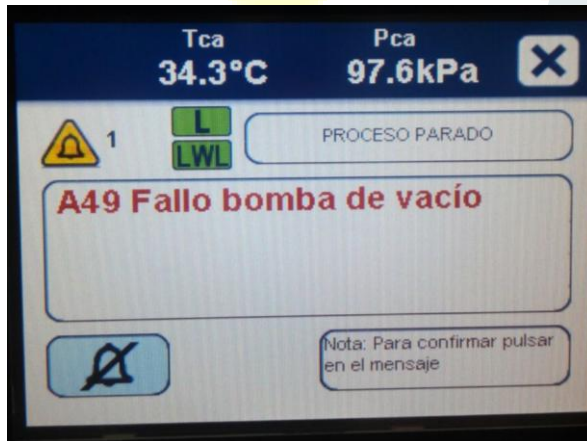 Tca
Pca
34.3°C
97.6kPa
1
L
LWL
PROCESO PARADO
A49 Fallo bomba de vacío
Nota: Para confirmar pulsar
en el mensaje